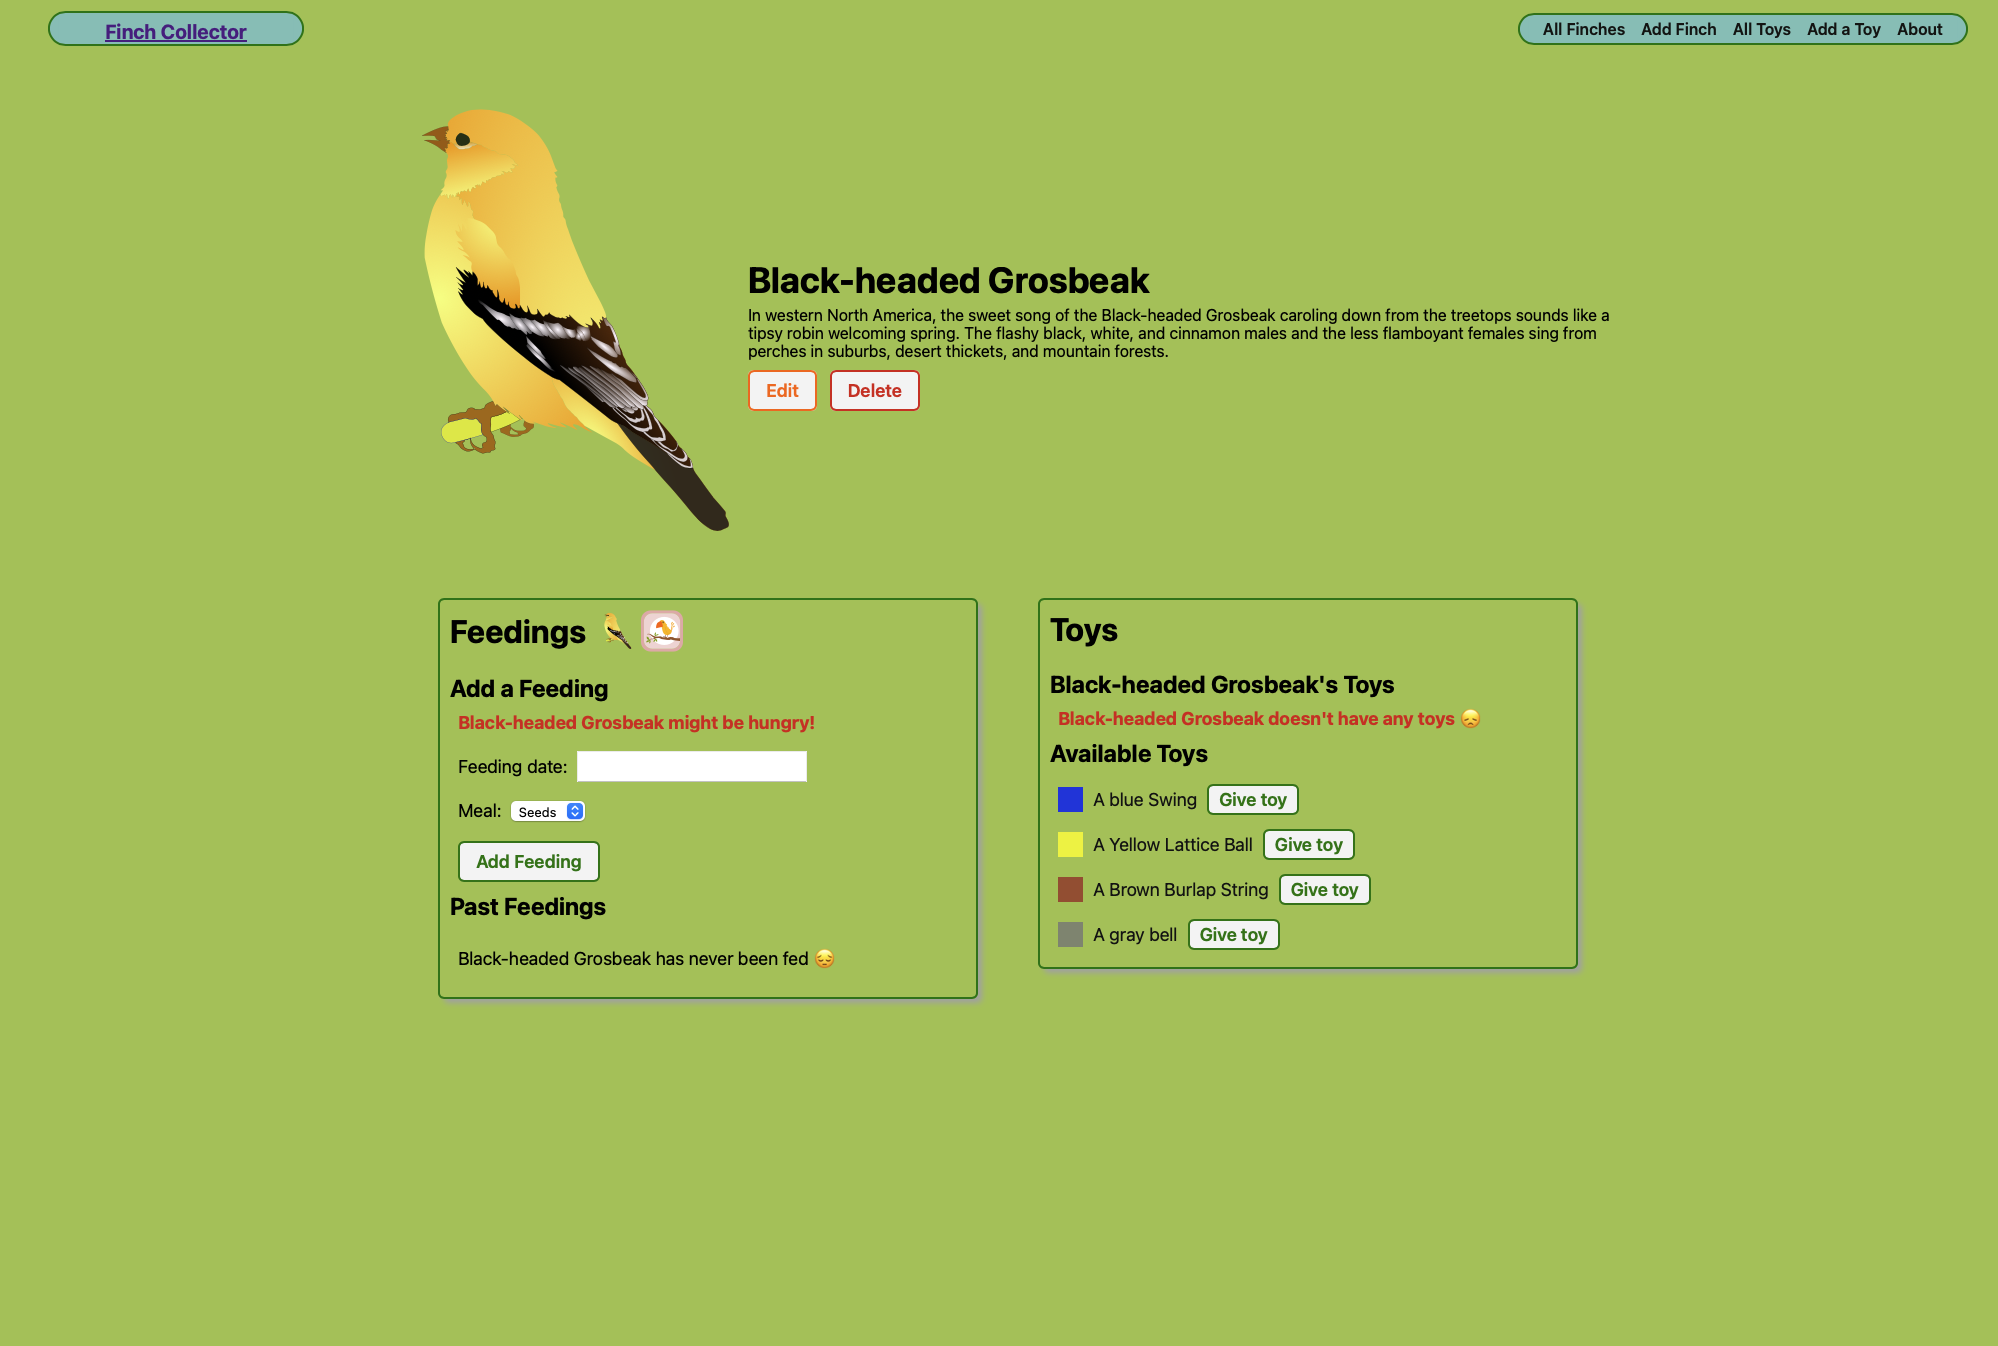 Finch Collector
All Finches Add Finch All Toys Add a Toy About
Black-headed Grosbeak
In western North America, the sweet song of the Black-headed Grosbeak caroling down from the treetops sounds like a
tipsy robin welcoming spring. The flashy black, white, and cinnamon males and the less flamboyant females sing from
perches in suburbs, desert thickets, and mountain forests.
Edit Delete
Feedings
Add a Feeding
Black-headed Grosbeak might be hungry!
Feeding date:
Meal: Seeds
Add Feeding
Past Feedings
Black-headed Grosbeak has never been fed 😔
Toys
Black-headed Grosbeak's Toys
Black-headed Grosbeak doesn't have any toys 😞
Available Toys
A blue Swing Give toy
A Yellow Lattice Ball Give toy
A Brown Burlap String Give toy
A gray bell Give toy